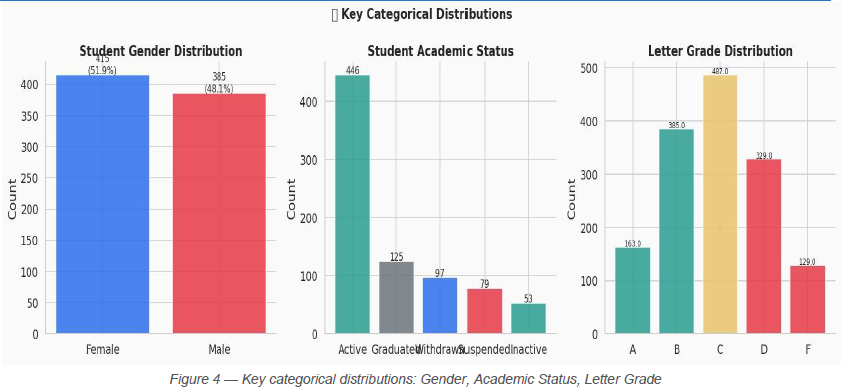 Key Categorical Distributions
Student Gender Distribution
415
(51.9%)
385
(48.1%)
Count
400
350
300
250
200
150
100
50
0
Female
Male
Student Academic Status
446
125
97
79
53
Count
400
300
200
100
0
Active
Graduated
Withdrawn
Suspended
Inactive
Letter Grade Distribution
163.0
385.0
487.0
329.0
129.0
Count
500
400
300
200
100
0
A
B
C
D
F
Figure 4 — Key categorical distributions: Gender, Academic Status, Letter Grade